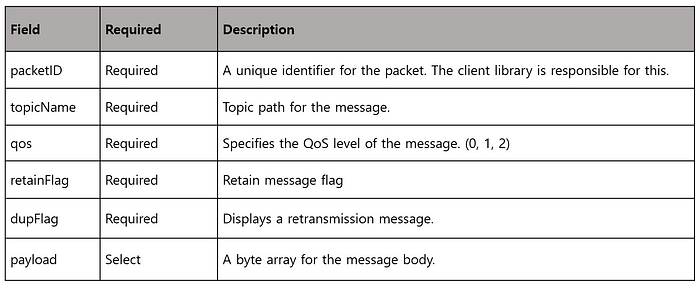 Field Required Description
packetID Required A unique identifier for the packet. The client library is responsible for this.
topicName Required Topic path for the message.
qos Required Specifies the QoS level of the message. (0, 1, 2)
retainFlag Required Retain message flag
dupFlag Required Displays a retransmission message.
payload Select A byte array for the message body.